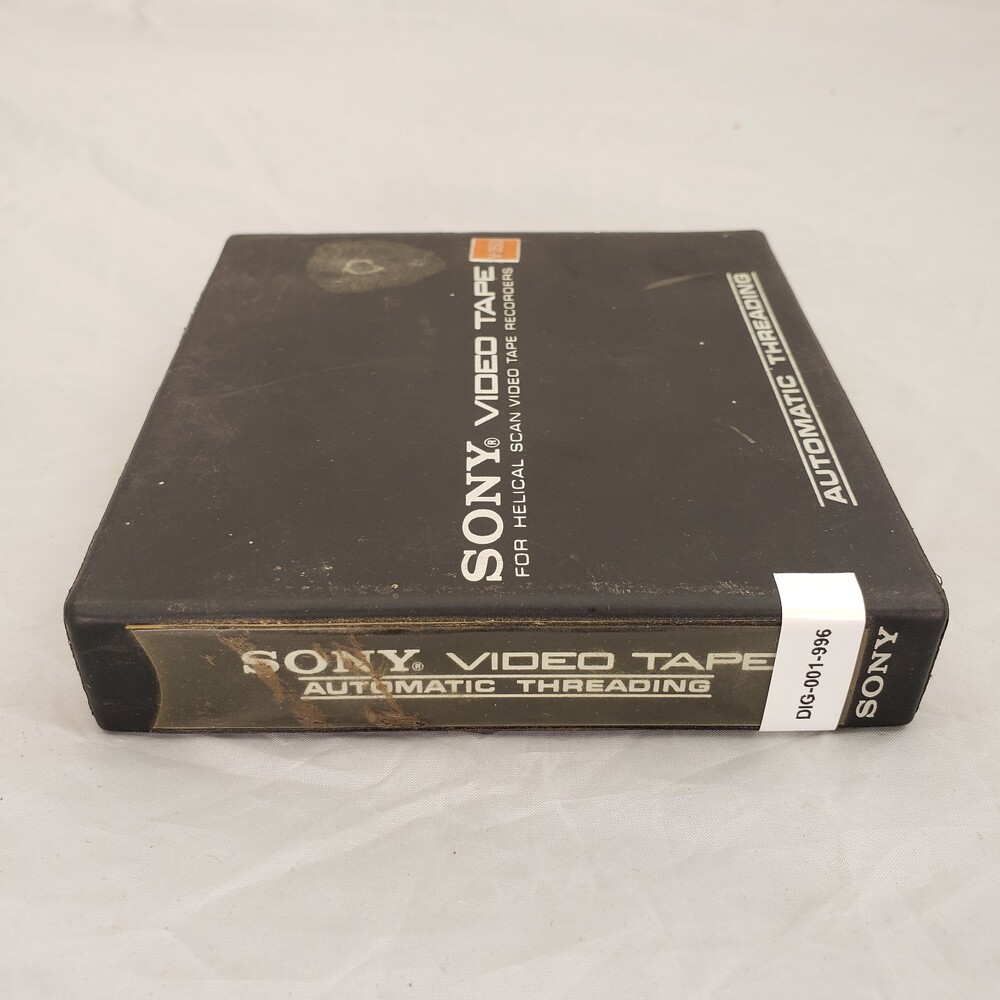 SONY® VIDEO TAPE
FOR HELICAL SCAN VIDEO TAPE RECORDERS
AUTOMATIC THREADING
SONY® VIDEO TAPE
AUTOMATIC THREADING
DIG-001-996
SONY